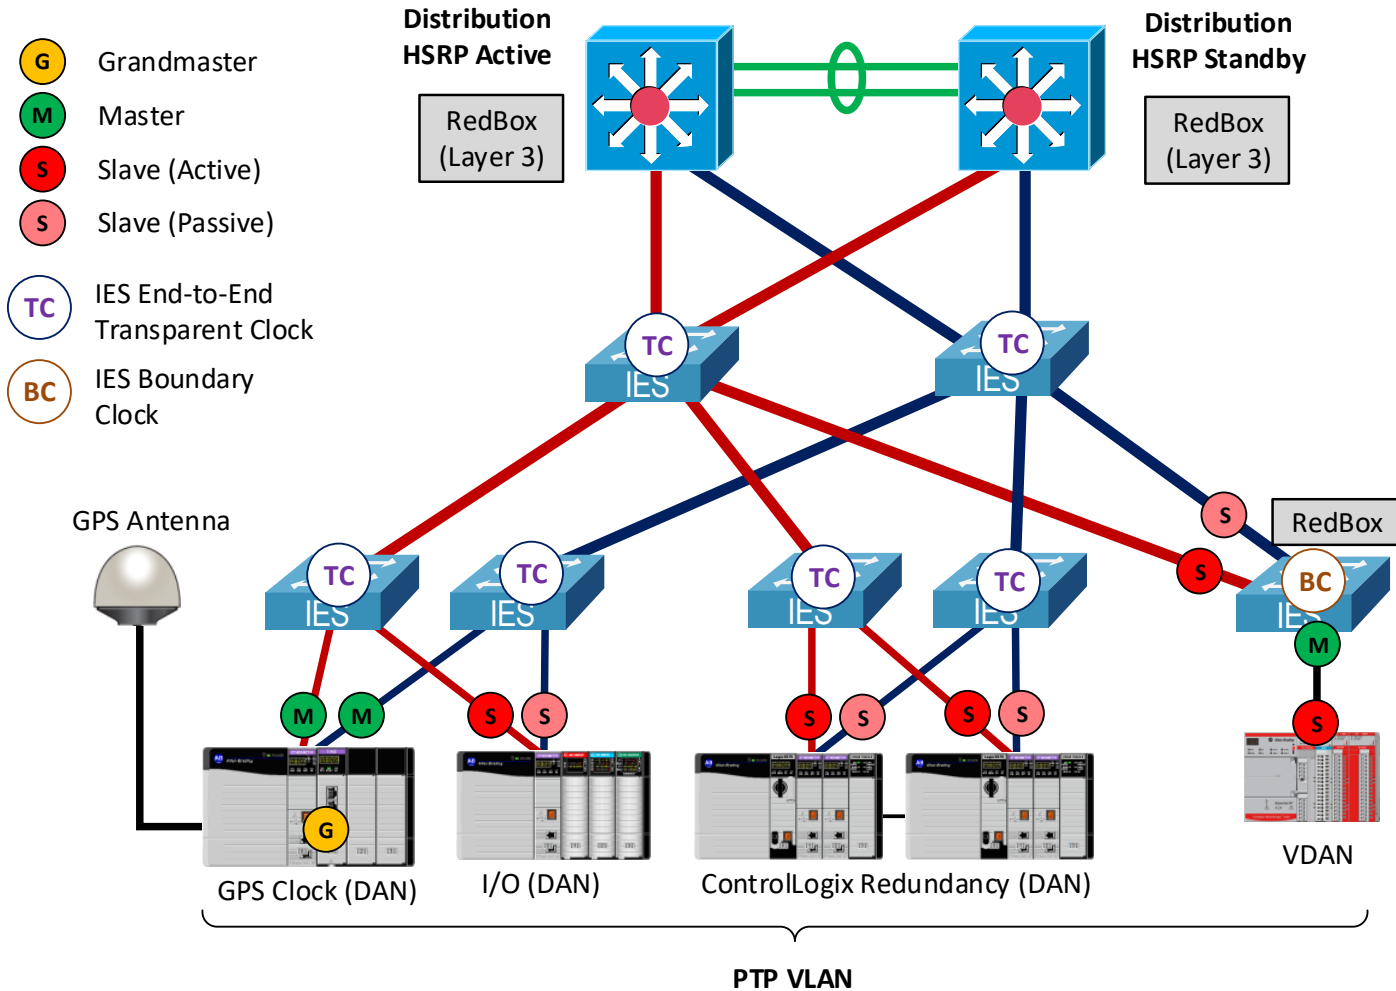 Distribution
HSRP Active
Distribution
HSRP Standby
G
Grandmaster
M
Master
S
Slave (Active)
S
Slave (Passive)
TC
IES End-to-End
Transparent Clock
BC
IES Boundary
Clock
RedBox
(Layer 3)
RedBox
(Layer 3)
TC
IES
TC
IES
GPS Antenna
S
RedBox
S
TC
IES
TC
IES
TC
IES
TC
IES
BC
IES
M
M
M
S
S
S
S
S
S
S
G
GPS Clock (DAN)
I/O (DAN)
ControlLogix Redundancy (DAN)
VDAN
PTP VLAN